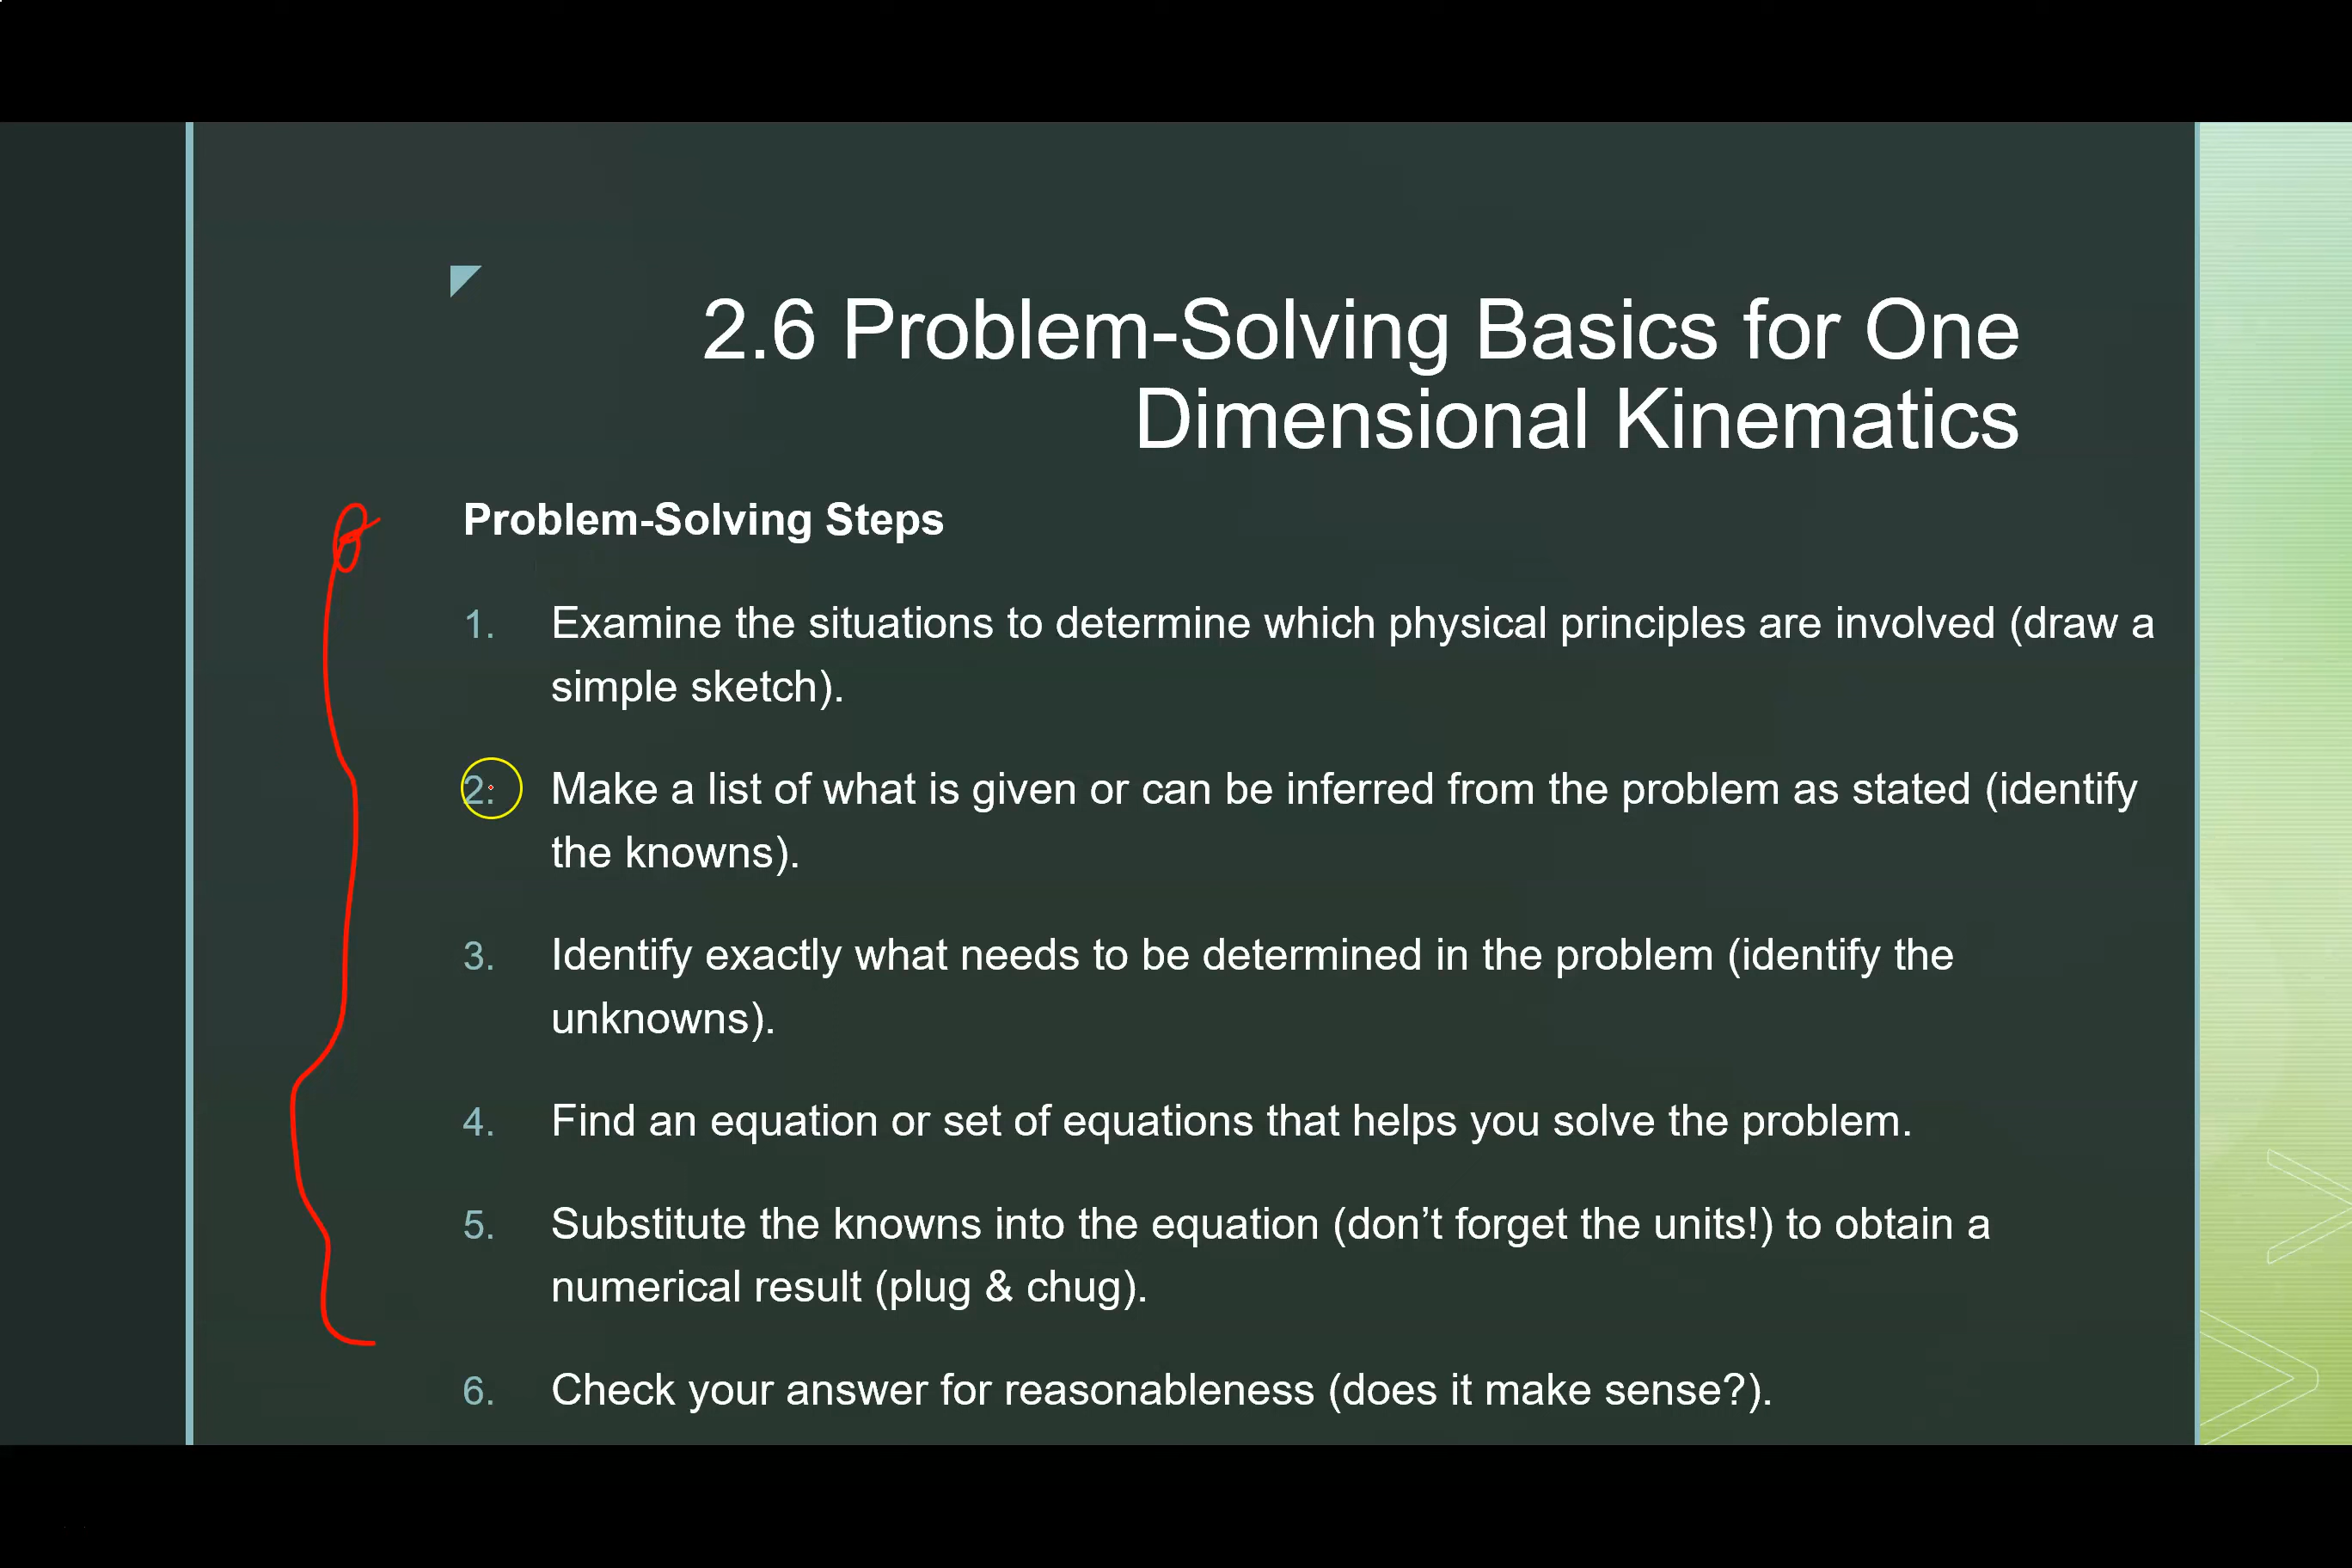 2.6 Problem-Solving Basics for One
Dimensional Kinematics
Problem-Solving Steps
1. Examine the situations to determine which physical principles are involved (draw a
simple sketch).
2. Make a list of what is given or can be inferred from the problem as stated (identify
the knowns).
3. Identify exactly what needs to be determined in the problem (identify the
unknowns).
4. Find an equation or set of equations that helps you solve the problem.
5. Substitute the knowns into the equation (don’t forget the units!) to obtain a
numerical result (plug & chug).
6. Check your answer for reasonableness (does it make sense?).